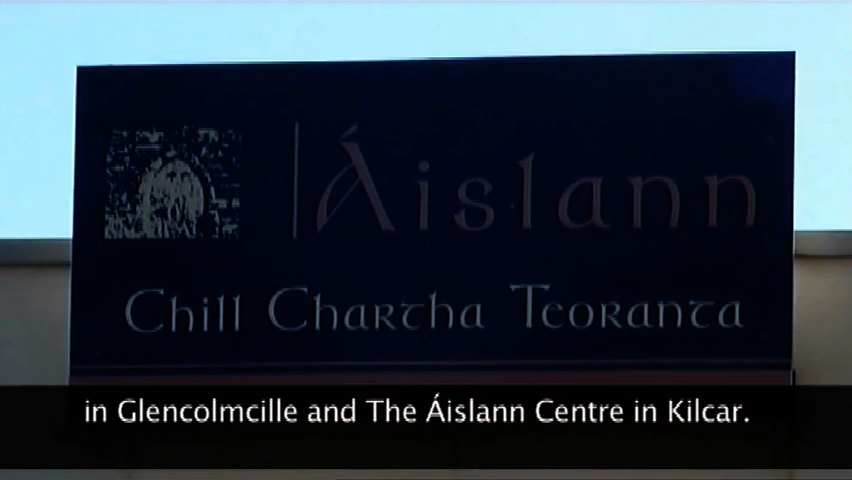 Áislann
Chill Chartha Teoranta
in Glencolmcille and The Áislann Centre in Kilcar.